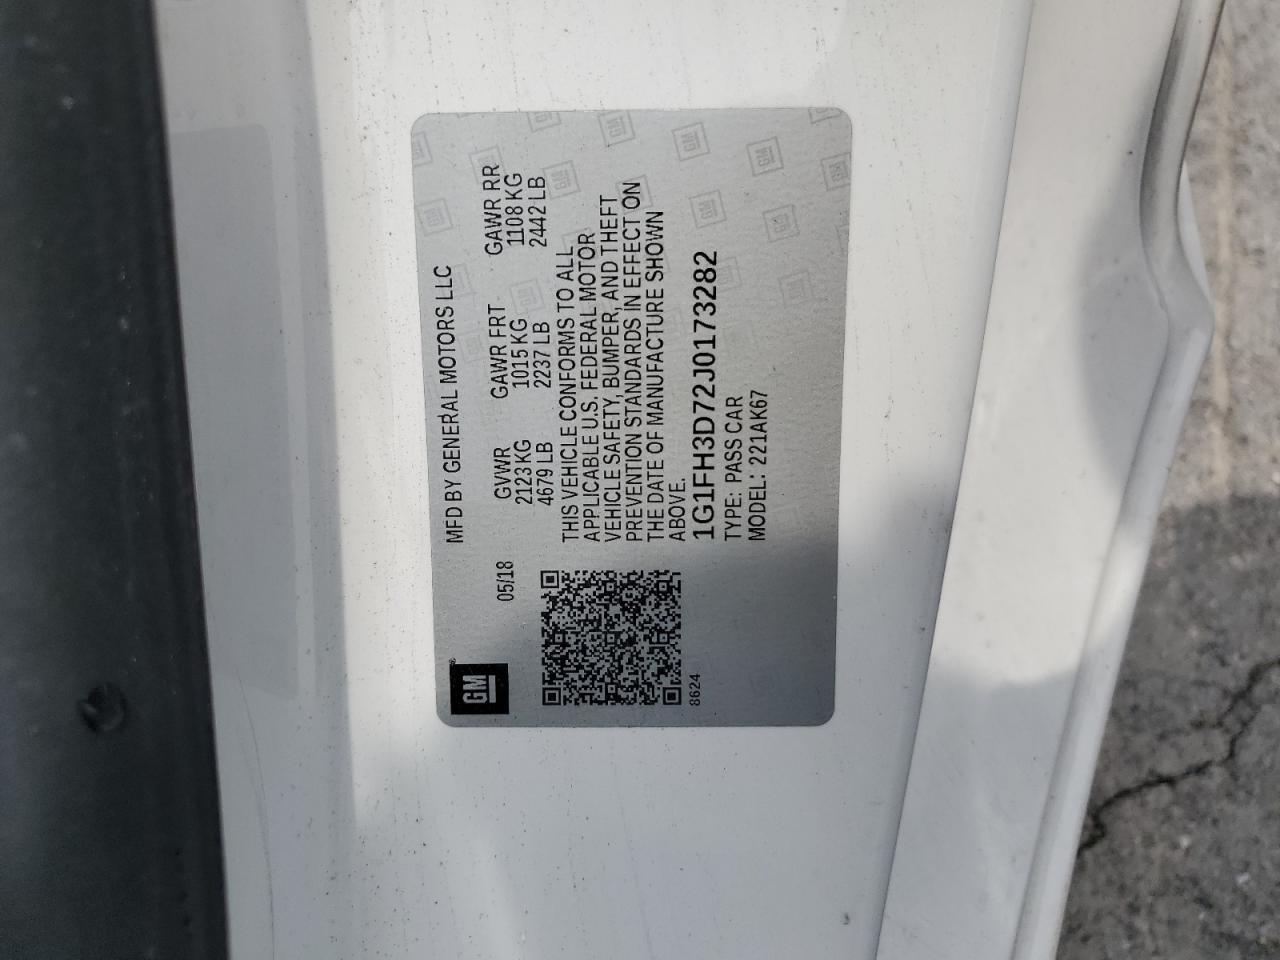 GM
05/18
MFD BY GENERAL MOTORS LLC
GVWR GAWR FRT GAWR RR
2123 KG 1015 KG 1108 KG
4679 LB 2237 LB 2442 LB
THIS VEHICLE CONFORMS TO ALL
APPLICABLE U.S. FEDERAL MOTOR
VEHICLE SAFETY, BUMPER, AND THEFT
PREVENTION STANDARDS IN EFFECT ON
THE DATE OF MANUFACTURE SHOWN
ABOVE.
1G1FH3D72J0173282
TYPE: PASS CAR
MODEL: 221AK67
8624